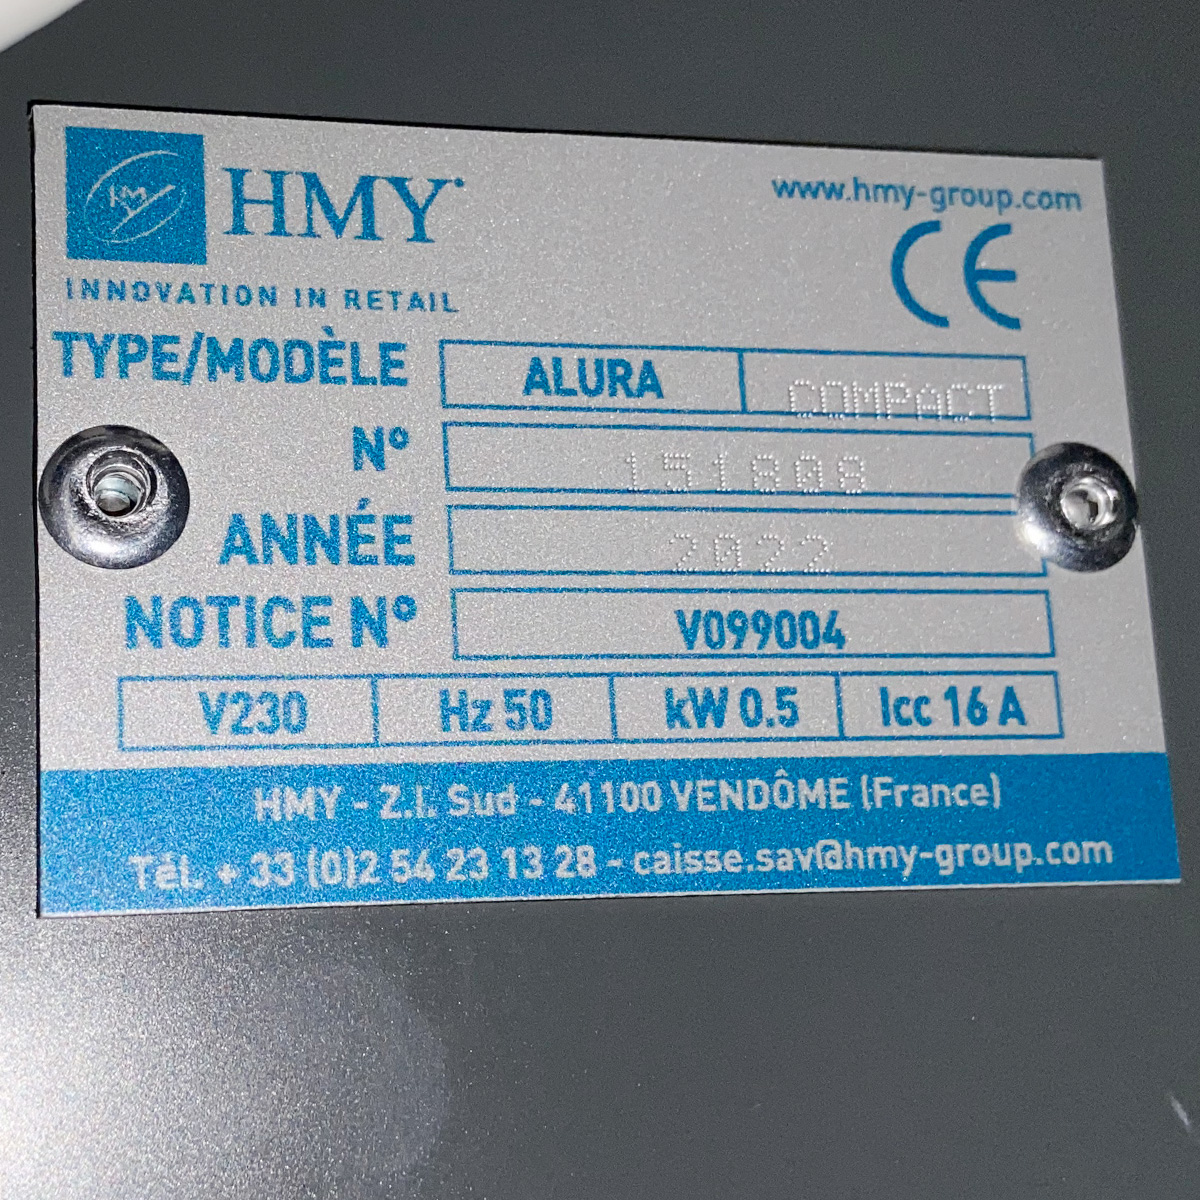 HMY
HMY
www.hmy-group.com
INNOVATION IN RETAIL
CE
TYPE/MODÈLE ALURA COMPACT
N° 151808
ANNÉE 2022
NOTICE N° V099004
V230 Hz 50 kW 0.5 Icc 16 A
HMY - Z.I. Sud - 41100 VENDÔME (France)
Tél. + 33 (0)2 54 23 13 28 - caisse.sav@hmy-group.com